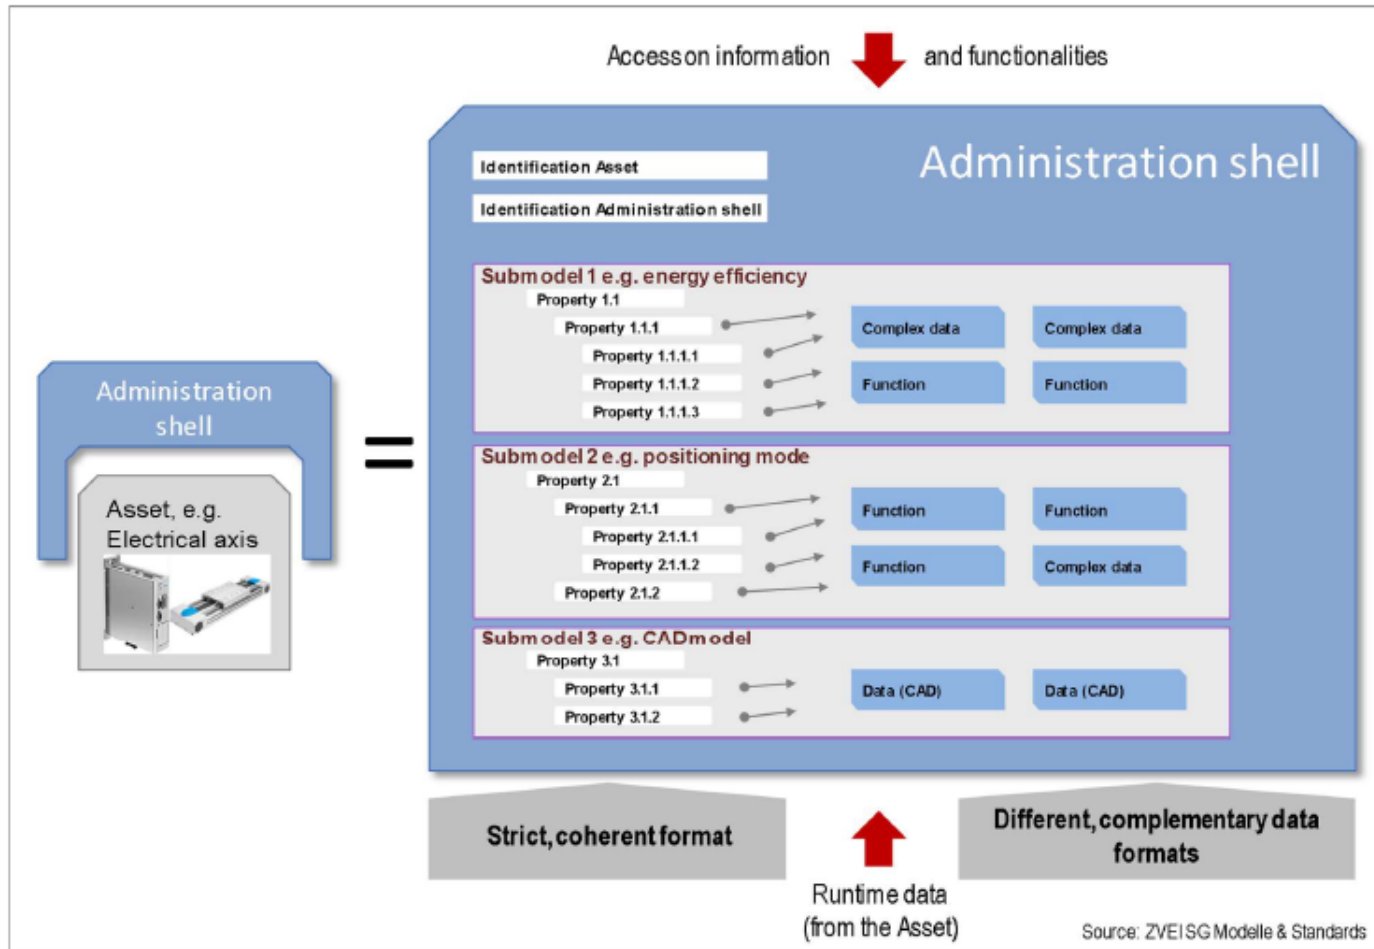 Access on information and functionalities
Administration shell
Identification Asset
Identification Administration shell
Submodel 1 e.g. energy efficiency
Property 1.1
Property 1.1.1
Property 1.1.1.1
Property 1.1.1.2
Property 1.1.1.3
Complex data
Complex data
Function
Function
Administration
shell
Asset, e.g.
Electrical axis
=
Submodel 2 e.g. positioning mode
Property 2.1
Property 2.1.1
Property 2.1.1.1
Property 2.1.1.2
Property 2.1.2
Function
Function
Function
Complex data
Submodel 3 e.g. CAD model
Property 3.1
Property 3.1.1
Property 3.1.2
Data (CAD)
Data (CAD)
Strict, coherent format
Different, complementary data
formats
Runtime data
(from the Asset)
Source: ZVEI SG Modelle & Standards